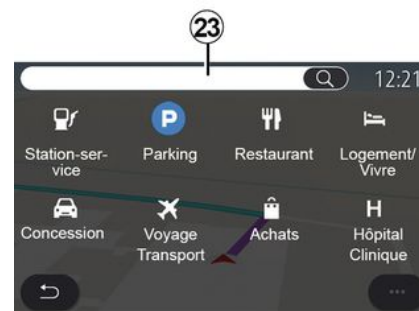 23
12:21
P
Station-ser-
vice
Parking
Restaurant
Logement/
Vivre
H
Concession
Voyage
Transport
Achats
Hôpital
Clinique